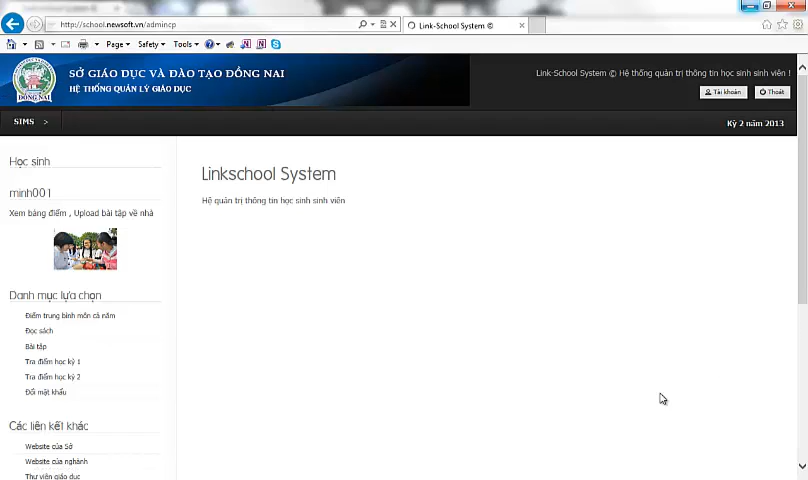 http://school.newsoft.vn/admincp
Link-School System ©
Page
Safety
Tools
SỞ GIÁO DỤC VÀ ĐÀO TẠO ĐỒNG NAI
HỆ THỐNG QUẢN LÝ GIÁO DỤC
ĐỒNG NAI
Link-School System © Hệ thống quản trị thông tin học sinh sinh viên !
Tài khoản
Thoát
SIMS >
Kỳ 2 năm 2013
Học sinh
minh001
Xem bảng điểm , Upload bài tập về nhà
Linkschool System
Hệ quản trị thông tin học sinh sinh viên
Danh mục lựa chọn
Điểm trung bình môn cả năm
Đọc sách
Bài tập
Tra điểm học kỳ 1
Tra điểm học kỳ 2
Đổi mật khẩu
Các liên kết khác
Website của Sở
Website của nghành
Thư viện giáo dục